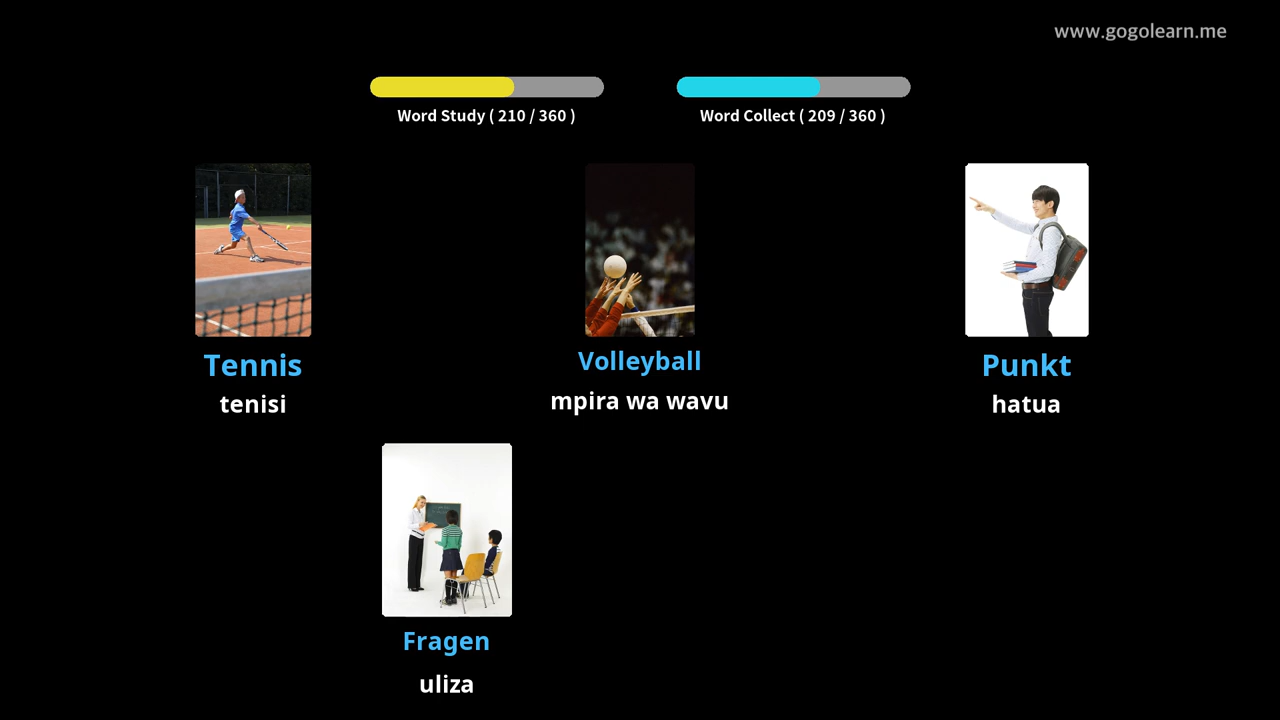 www.gogolearn.me
Word Study ( 210 / 360 )
Word Collect ( 209 / 360 )
Tennis
tenisi
Volleyball
mpira wa wavu
Punkt
hatua
Fragen
uliza